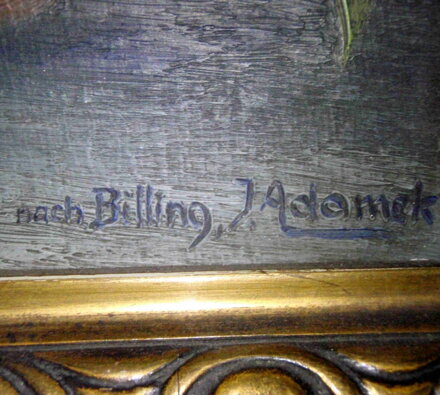 nach Billing, J. Adamek